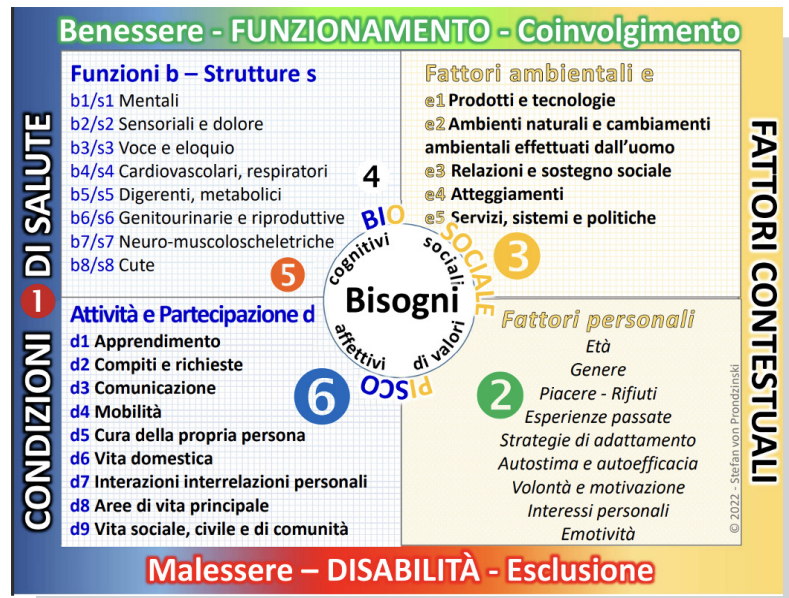 Benessere - FUNZIONAMENTO - Coinvolgimento
CONDIZIONI 1 DI SALUTE
Funzioni b – Strutture s
b1/s1 Mentali
b2/s2 Sensoriali e dolore
b3/s3 Voce e eloquio
b4/s4 Cardiovascolari, respiratori
b5/s5 Digerenti, metabolici
b6/s6 Genitourinarie e riproduttive
b7/s7 Neuro-muscoloscheletriche
b8/s8 Cute
4
5
Fattori ambientali e
e1 Prodotti e tecnologie
e2 Ambienti naturali e cambiamenti
ambientali effettuati dall'uomo
e3 Relazioni e sostegno sociale
e4 Atteggiamenti
e5 Servizi, sistemi e politiche
3
BIO
SOCIALE
PISCO
cognitivi
sociali
Bisogni
affettivi
di valori
Attività e Partecipazione d
d1 Apprendimento
d2 Compiti e richieste
d3 Comunicazione
d4 Mobilità
d5 Cura della propria persona
d6 Vita domestica
d7 Interazioni interrelazioni personali
d8 Aree di vita principale
d9 Vita sociale, civile e di comunità
6
Fattori personali
Età
Genere
Piacere - Rifiuti
Esperienze passate
Strategie di adattamento
Autostima e autoefficacia
Volontà e motivazione
Interessi personali
Emotività
2
© 2022 - Stefan von Prondzinski
FATTORI CONTESTUALI
Malessere – DISABILITÀ - Esclusione